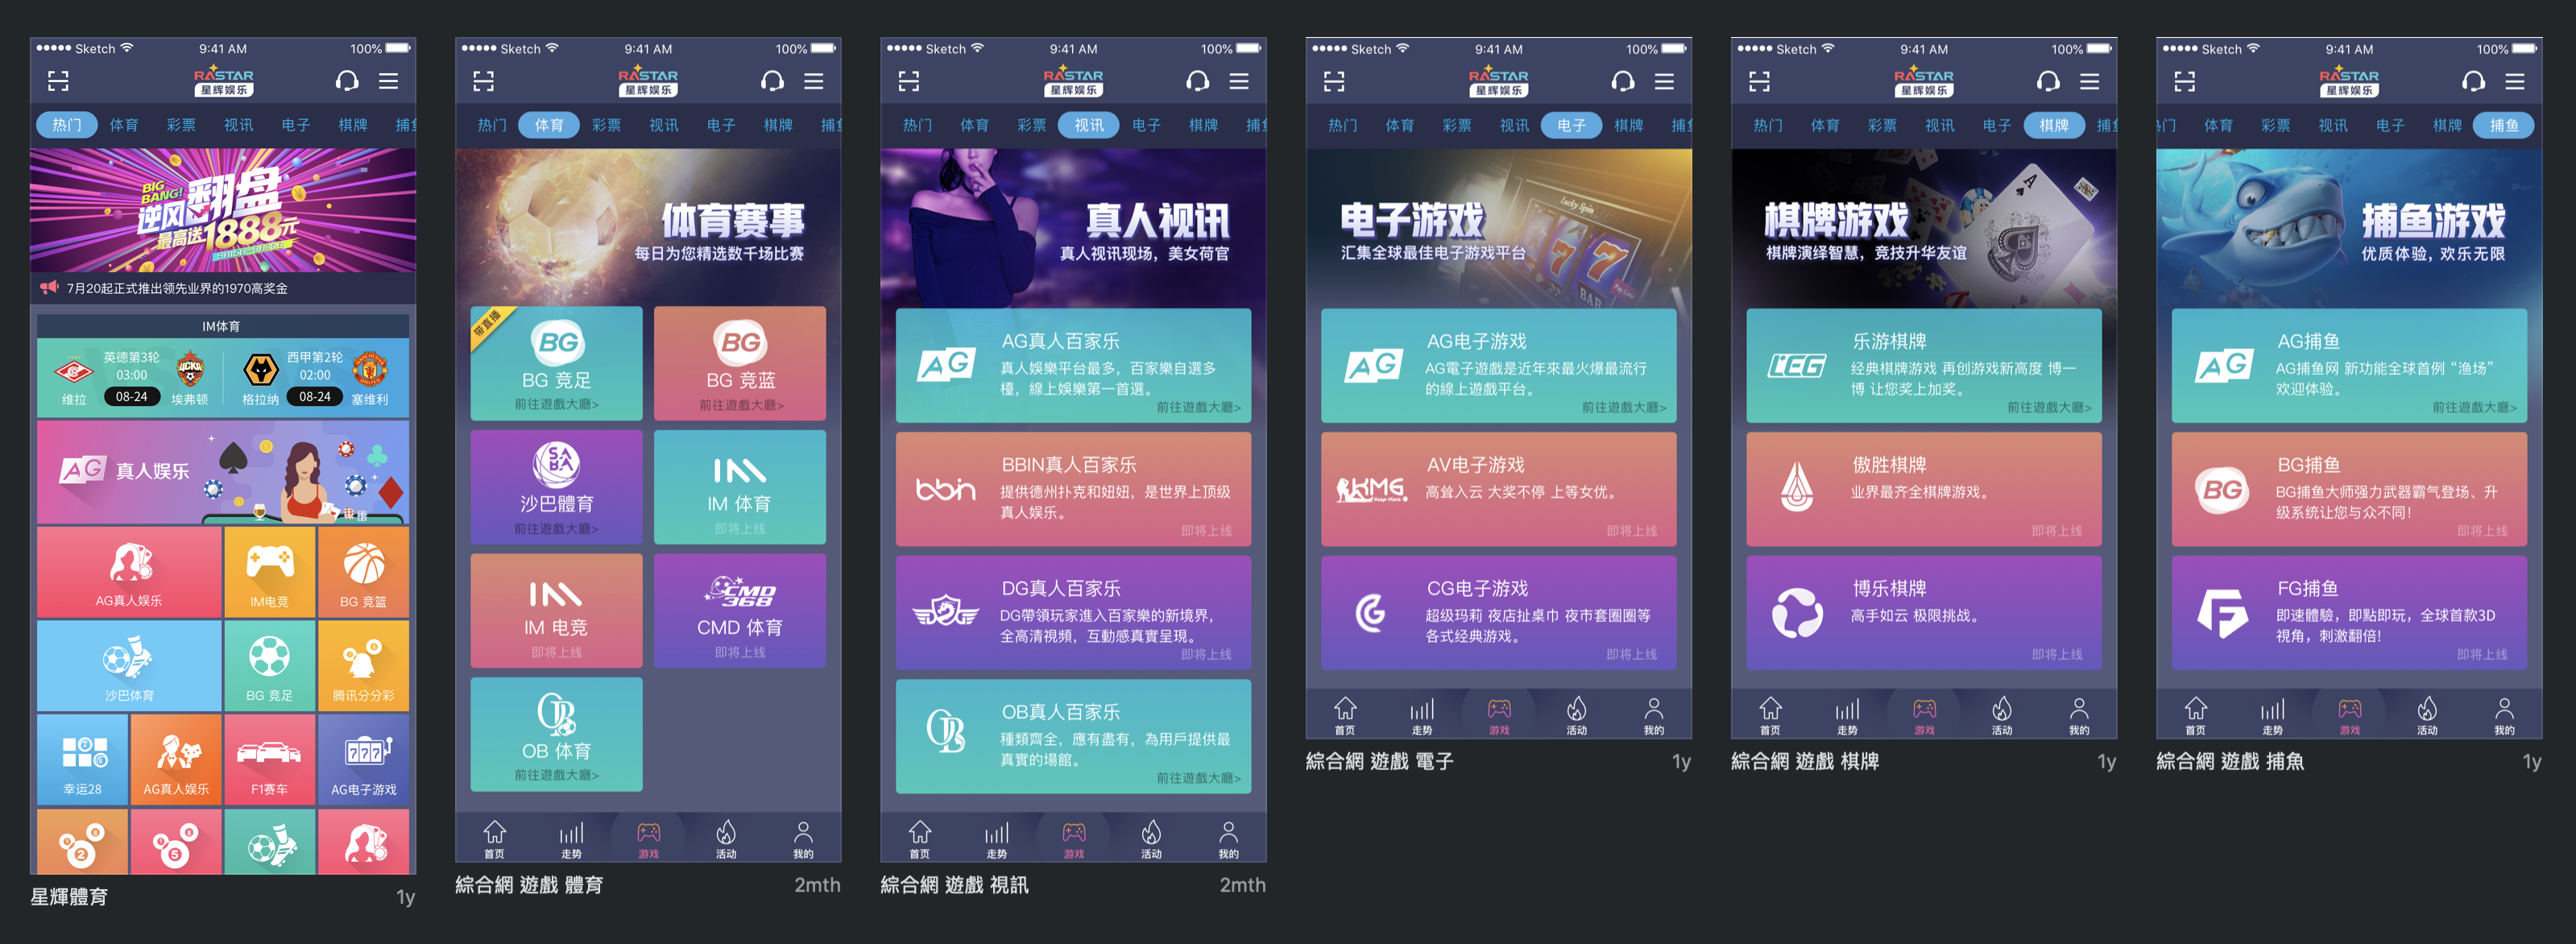 Sketch 9:41 AM 100%
RASTAR
星辉娱乐
热门 体育 彩票 视讯 电子 棋牌
BIG BANG!
逆风翻盘
最高送1888元
7月20起正式推出领先业界的1970高奖金
IM体育
英德第3轮
03:00
08-24
维拉
埃弗顿
西甲第2轮
02:00
08-24
格拉纳
塞维利
AG 真人娱乐
AG真人娱乐
IM电竞
BG 竞篮
沙巴体育
BG 竞足
腾讯分分彩
幸运28
AG真人娱乐
F1赛车
777
AG电子游戏
2
5
星輝體育 1y
Sketch 9:41 AM 100%
RASTAR
星辉娱乐
热门 体育 彩票 视讯 电子 棋牌
体育赛事
每日为您精选数千场比赛
带直播
BG
BG 竞足
前往遊戲大廳>
BG
BG 竞蓝
前往遊戲大廳>
SABA
沙巴體育
前往遊戲大廳>
IM
IM 体育
即将上线
IM
IM 电竞
即将上线
CMD
368
CMD 体育
即将上线
OB
OB 体育
前往遊戲大廳>
首页 走势 游戏 活动 我的
綜合網 遊戲 體育 2mth
Sketch 9:41 AM 100%
RASTAR
星辉娱乐
热门 体育 彩票 视讯 电子 棋牌
真人视讯
真人视讯现场，美女荷官
AG
AG真人百家乐
真人娛樂平台最多，百家樂自選多
檯，線上娛樂第一首選。
前往遊戲大廳>
bbin
BBIN真人百家乐
提供德州扑克和妞妞，是世界上顶级
真人娱乐。
即将上线
DG真人百家乐
DG帶領玩家進入百家樂的新境界，
全高清視頻，互動感真實呈現。
即将上线
OB
OB真人百家乐
種類齊全，應有盡有，為用戶提供最
真實的場館。
前往遊戲大廳>
首页 走势 游戏 活动 我的
綜合網 遊戲 視訊 2mth
Sketch 9:41 AM 100%
RASTAR
星辉娱乐
热门 体育 彩票 视讯 电子 棋牌
Lucky Spin
77
BAR
电子游戏
汇集全球最佳电子游戏平台
AG
AG电子游戏
AG電子遊戲是近年來最火爆最流行
的線上遊戲平台。
前往遊戲大廳>
KMG
AV电子游戏
高耸入云 大奖不停 上等女优。
即将上线
CG电子游戏
超级玛莉 夜店扯桌巾 夜市套圈圈等
各式经典游戏。
即将上线
首页 走势 游戏 活动 我的
綜合網 遊戲 電子 1y
Sketch 9:41 AM 100%
RASTAR
星辉娱乐
热门 体育 彩票 视讯 电子 棋牌
A
棋牌游戏
棋牌演绎智慧，竞技升华友谊
LEG
乐游棋牌
经典棋牌游戏 再创游戏新高度 博一
博 让您奖上加奖。
前往遊戲大廳>
傲胜棋牌
业界最齐全棋牌游戏。
即将上线
博乐棋牌
高手如云 极限挑战。
即将上线
首页 走势 游戏 活动 我的
綜合網 遊戲 棋牌 1y
Sketch 9:41 AM 100%
RASTAR
星辉娱乐
体育 彩票 视讯 电子 棋牌 捕鱼
捕鱼游戏
优质体验，欢乐无限
AG
AG捕鱼
AG捕鱼网 新功能全球首例 “渔场”
欢迎体验。
前往遊戲大廳>
BG
BG捕鱼
BG捕鱼大师强力武器霸气登场、升
级系统让您与众不同！
即将上线
FG捕鱼
即速體驗，即點即玩，全球首款3D
視角，刺激翻倍！
即将上线
首页 走势 游戏 活动 我的
綜合網 遊戲 捕魚 1y